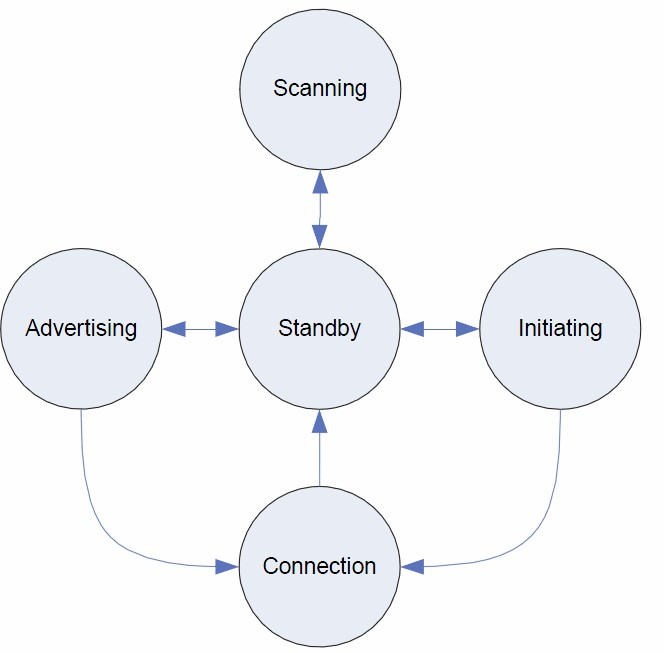 Scanning
Advertising
Standby
Initiating
Connection